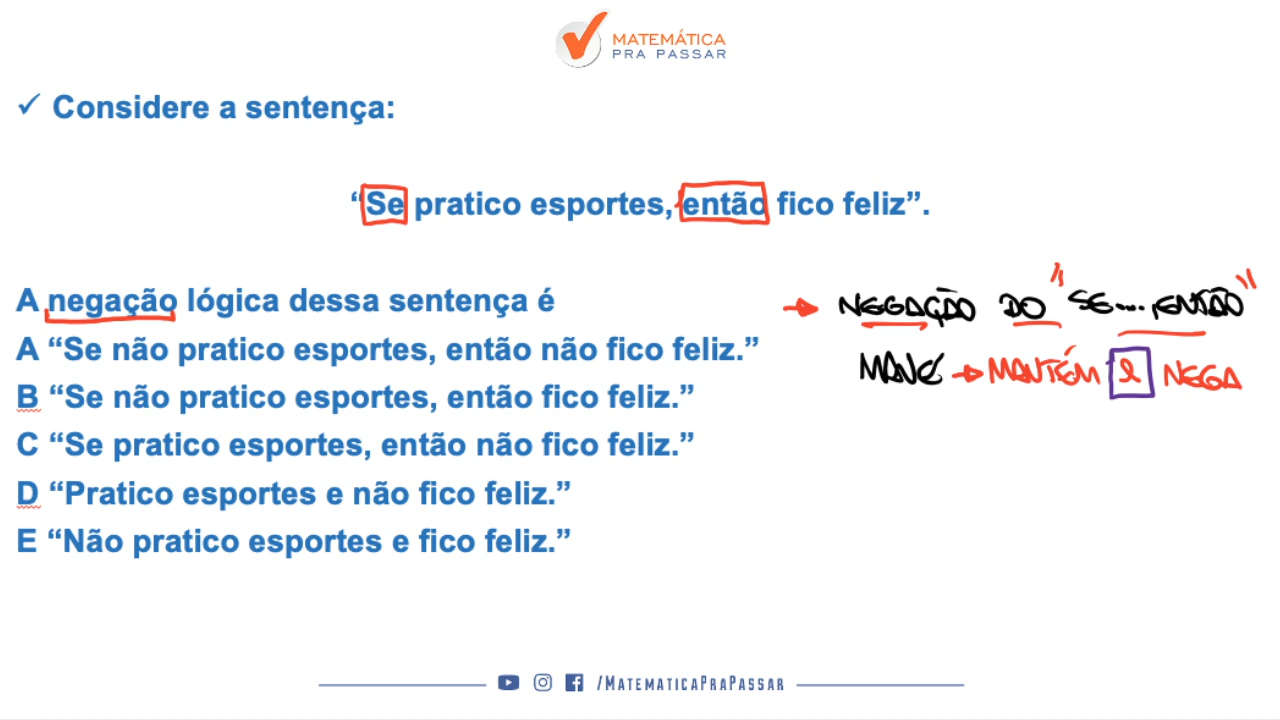 MATEMÁTICA
PRA PASSAR
✓ Considere a sentença:
“Se pratico esportes, então fico feliz”.
A negação lógica dessa sentença é
A “Se não pratico esportes, então não fico feliz.”
B “Se não pratico esportes, então fico feliz.”
C “Se pratico esportes, então não fico feliz.”
D “Pratico esportes e não fico feliz.”
E “Não pratico esportes e fico feliz.”
→ NEGAÇÃO DO "SE...,ENTÃO"
MANÉ → MANTÉM e NEGA
/MATEMATICAPRAPASSAR